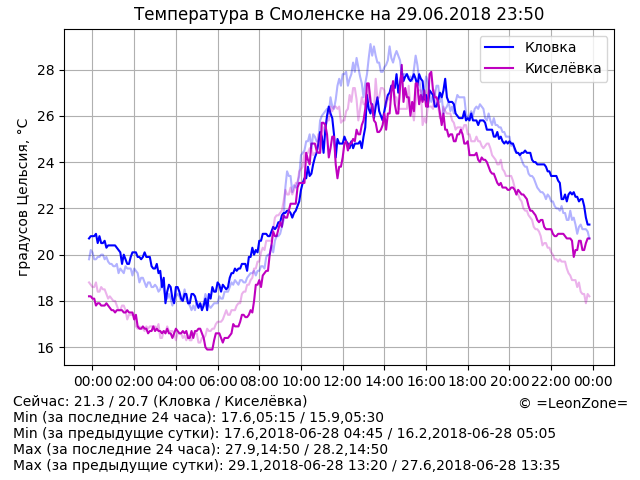 Температура в Смоленске на 29.06.2018 23:50
Кловка
Киселёвка
градусов Цельсия, °C
28
26
24
22
20
18
16
00:00 02:00 04:00 06:00 08:00 10:00 12:00 14:00 16:00 18:00 20:00 22:00 00:00
Сейчас: 21.3 / 20.7 (Кловка / Киселёвка)
© =LeonZone=
Min (за последние 24 часа): 17.6,05:15 / 15.9,05:30
Min (за предыдущие сутки): 17.6,2018-06-28 04:45 / 16.2,2018-06-28 05:05
Max (за последние 24 часа): 27.9,14:50 / 28.2,14:50
Max (за предыдущие сутки): 29.1,2018-06-28 13:20 / 27.6,2018-06-28 13:35